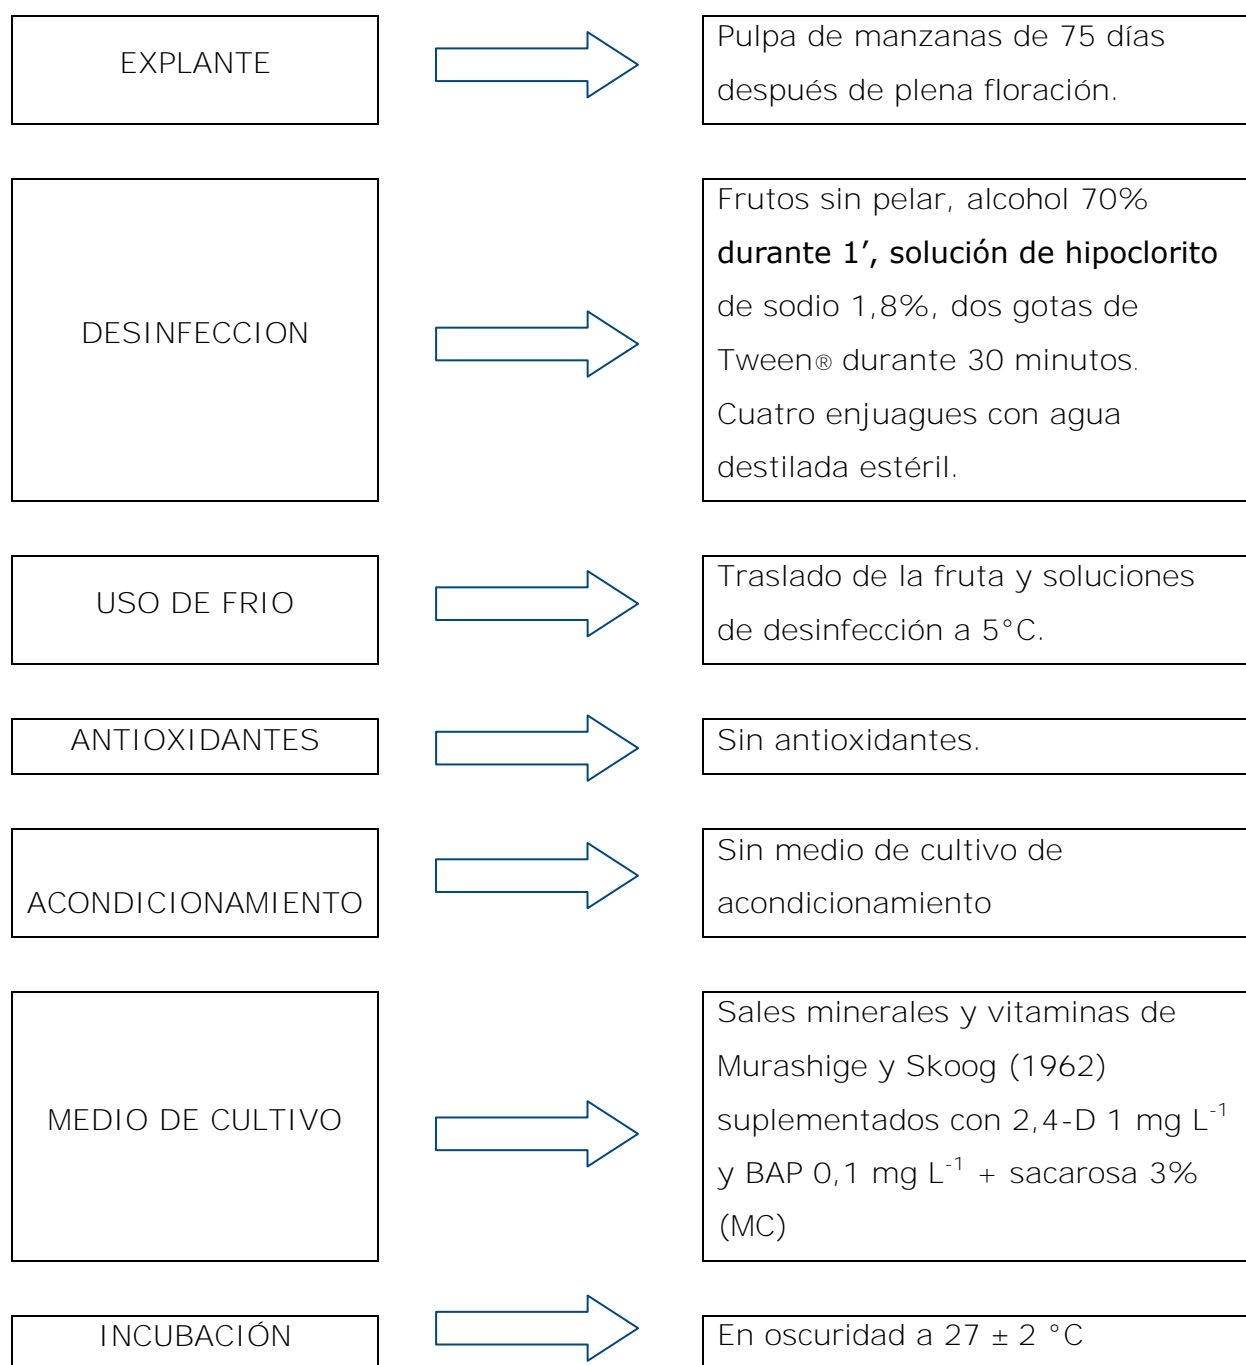 EXPLANTE
Pulpa de manzanas de 75 días
después de plena floración.
DESINFECCION
Frutos sin pelar, alcohol 70%
durante 1’, solución de hipoclorito
de sodio 1,8%, dos gotas de
Tween® durante 30 minutos.
Cuatro enjuagues con agua
destilada estéril.
USO DE FRIO
Traslado de la fruta y soluciones
de desinfección a 5°C.
ANTIOXIDANTES
Sin antioxidantes.
ACONDICIONAMIENTO
Sin medio de cultivo de
acondicionamiento
MEDIO DE CULTIVO
Sales minerales y vitaminas de
Murashige y Skoog (1962)
suplementados con 2,4-D 1 mg L⁻¹
y BAP 0,1 mg L⁻¹ + sacarosa 3%
(MC)
INCUBACIÓN
En oscuridad a 27 ± 2 °C